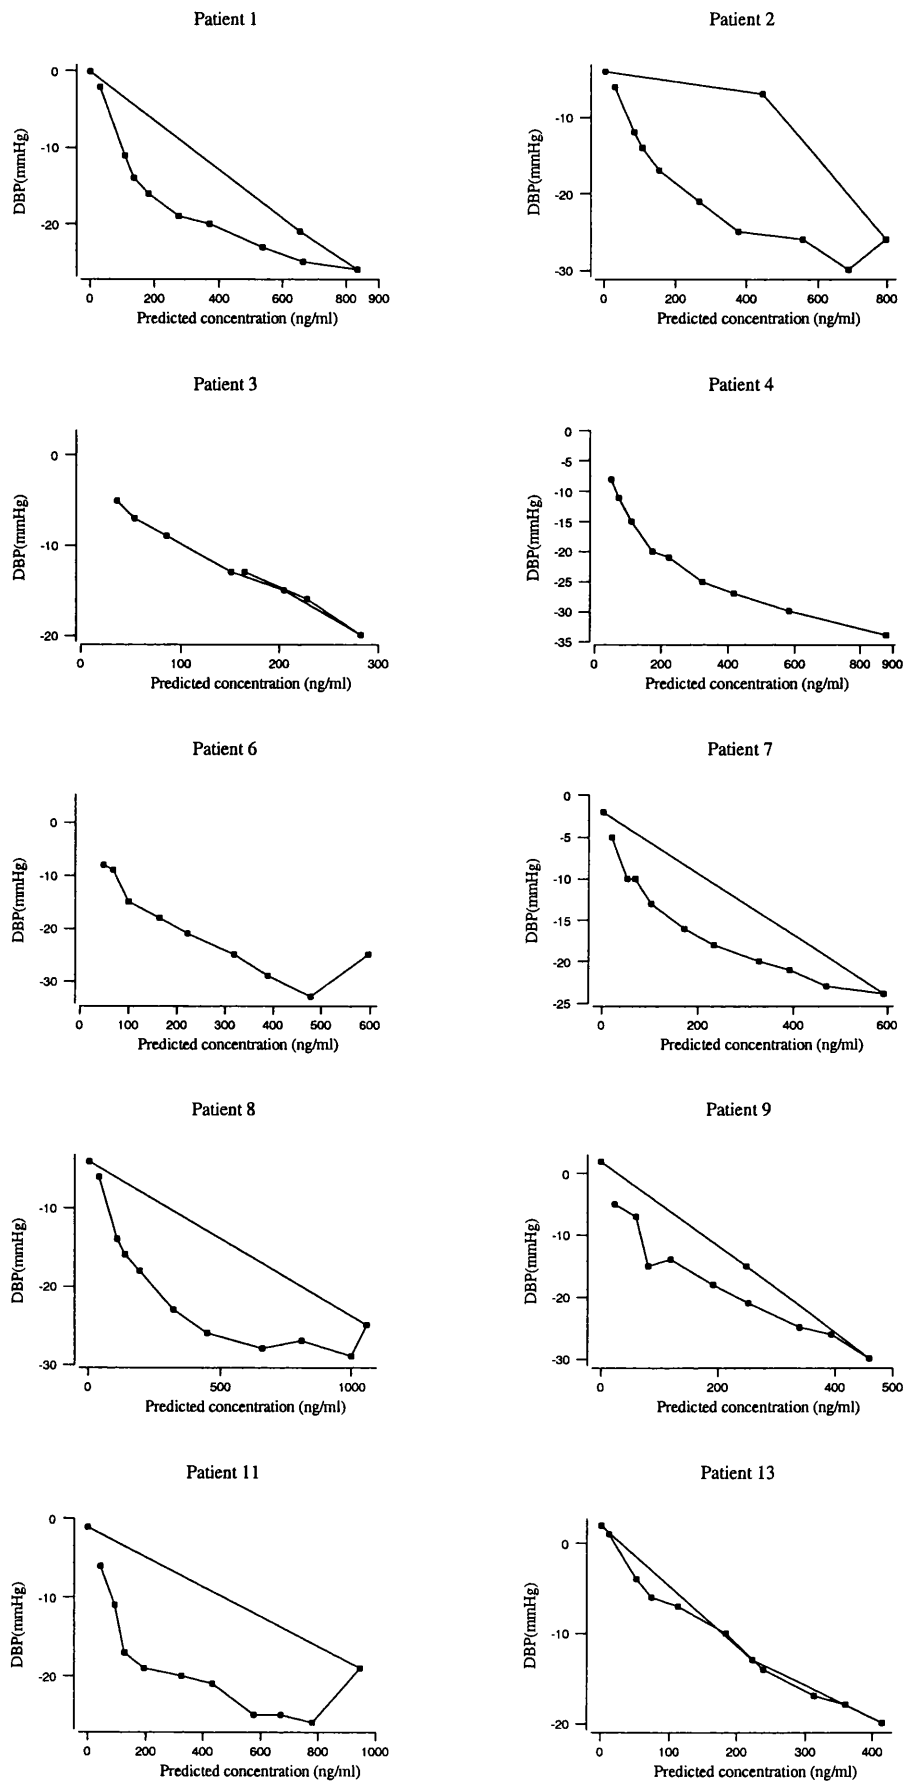 Patient 1
Patient 2
0
-10
-20
DBP(mmHg)
0 200 400 600 800 900
Predicted concentration (ng/ml)
-10
-20
-30
DBP(mmHg)
0 200 400 600 800
Predicted concentration (ng/ml)
Patient 3
Patient 4
0
-10
-20
DBP(mmHg)
0 100 200 300
Predicted concentration (ng/ml)
0
-5
-10
-15
-20
-25
-30
-35
DBP(mmHg)
0 200 400 600 800 900
Predicted concentration (ng/ml)
Patient 6
Patient 7
0
-10
-20
-30
DBP(mmHg)
0 100 200 300 400 500 600
Predicted concentration (ng/ml)
0
-5
-10
-15
-20
-25
DBP(mmHg)
0 200 400 600
Predicted concentration (ng/ml)
Patient 8
Patient 9
-10
-20
-30
DBP(mmHg)
0 500 1000
Predicted concentration (ng/ml)
0
-10
-20
-30
DBP(mmHg)
0 200 400 500
Predicted concentration (ng/ml)
Patient 11
Patient 13
0
-10
-20
DBP(mmHg)
0 200 400 600 800 1000
Predicted concentration (ng/ml)
0
-10
-20
DBP(mmHg)
0 100 200 300 400
Predicted concentration (ng/ml)